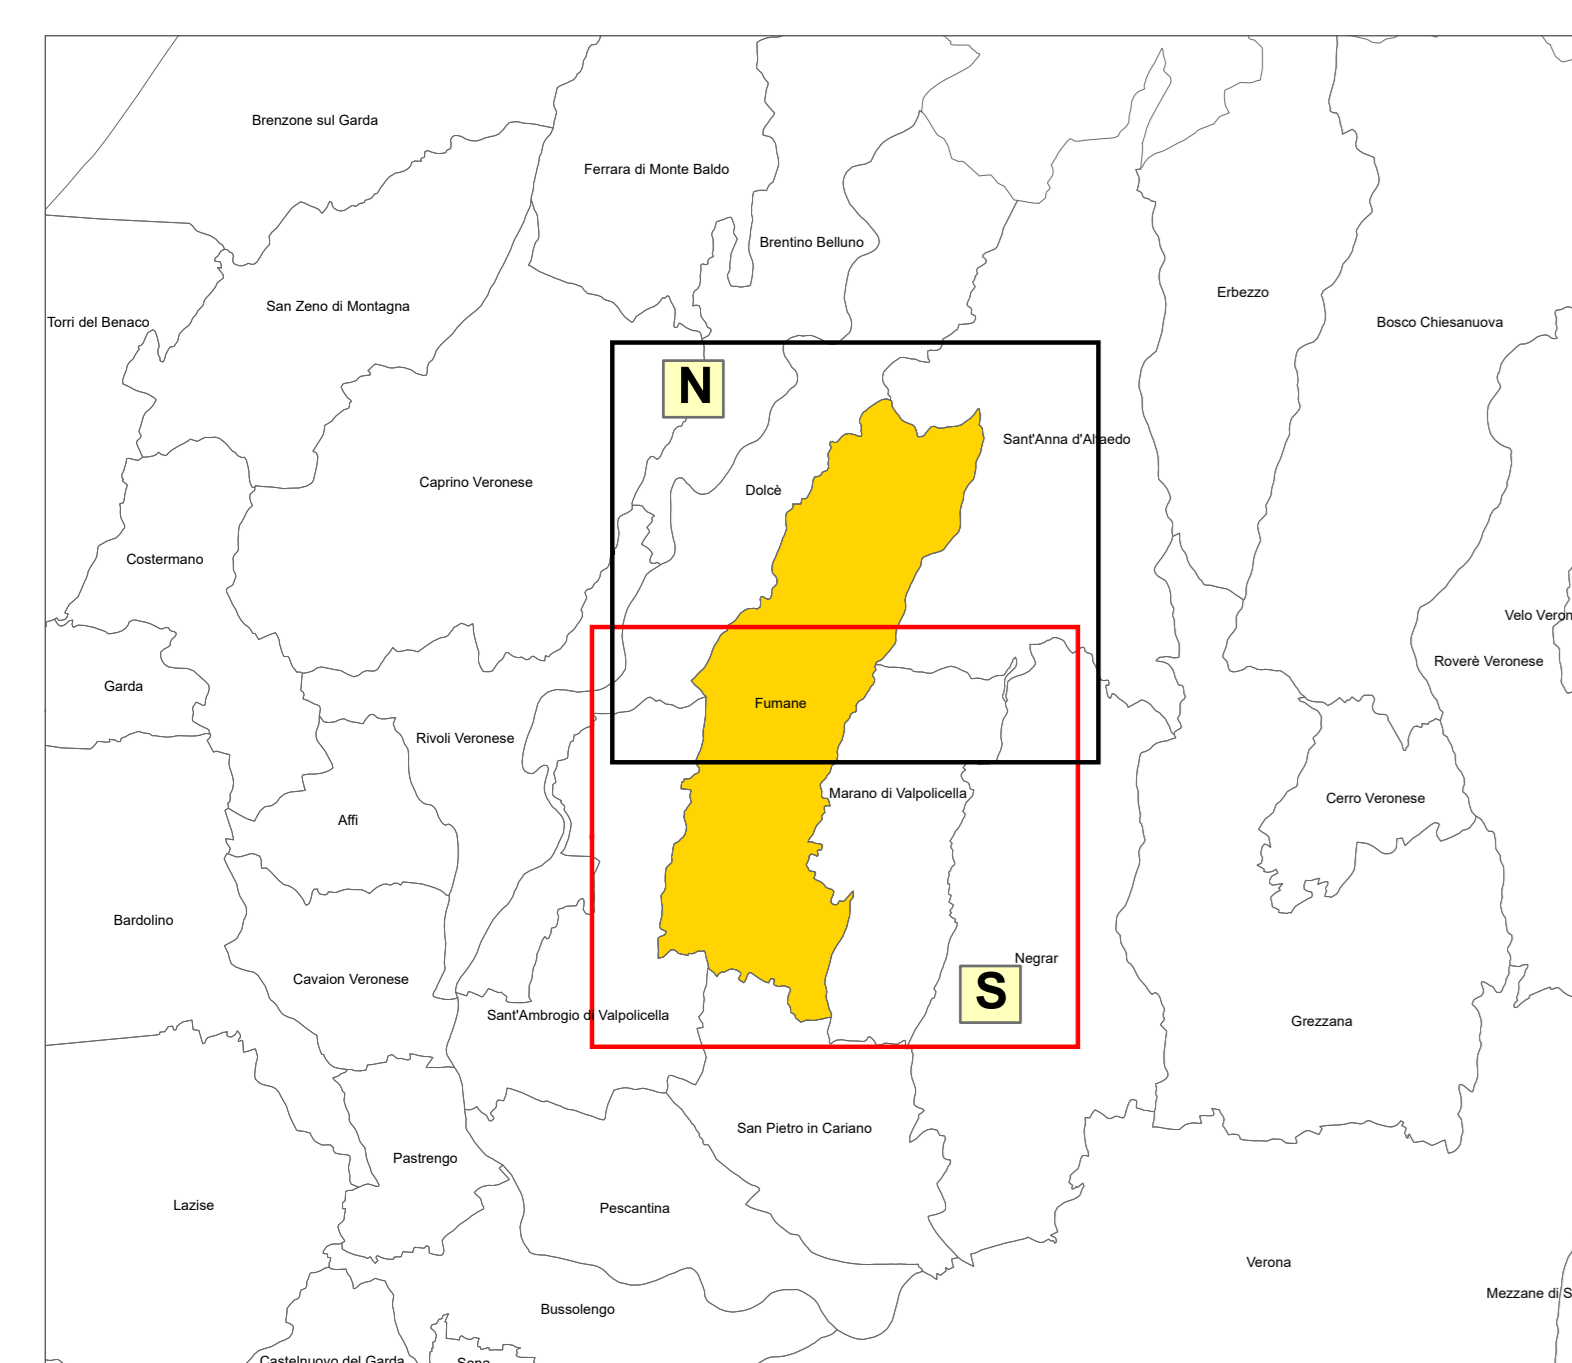 Brenzone sul Garda
Ferrara di Monte Baldo
Brentino Belluno
Erbezzo
San Zeno di Montagna
Torri del Benaco
Bosco Chiesanuova
N
Sant'Anna d'Alfaedo
Caprino Veronese
Dolcè
Costermano
Velo Veron
Roverè Veronese
Garda
Fumane
Rivoli Veronese
Marano di Valpolicella
Cerro Veronese
Affi
Bardolino
Negrar
Cavaion Veronese
S
Sant'Ambrogio di Valpolicella
Grezzana
San Pietro in Cariano
Pastrengo
Lazise
Pescantina
Verona
Mezzane di S
Bussolengo
Castelnuovo del Garda
Sona